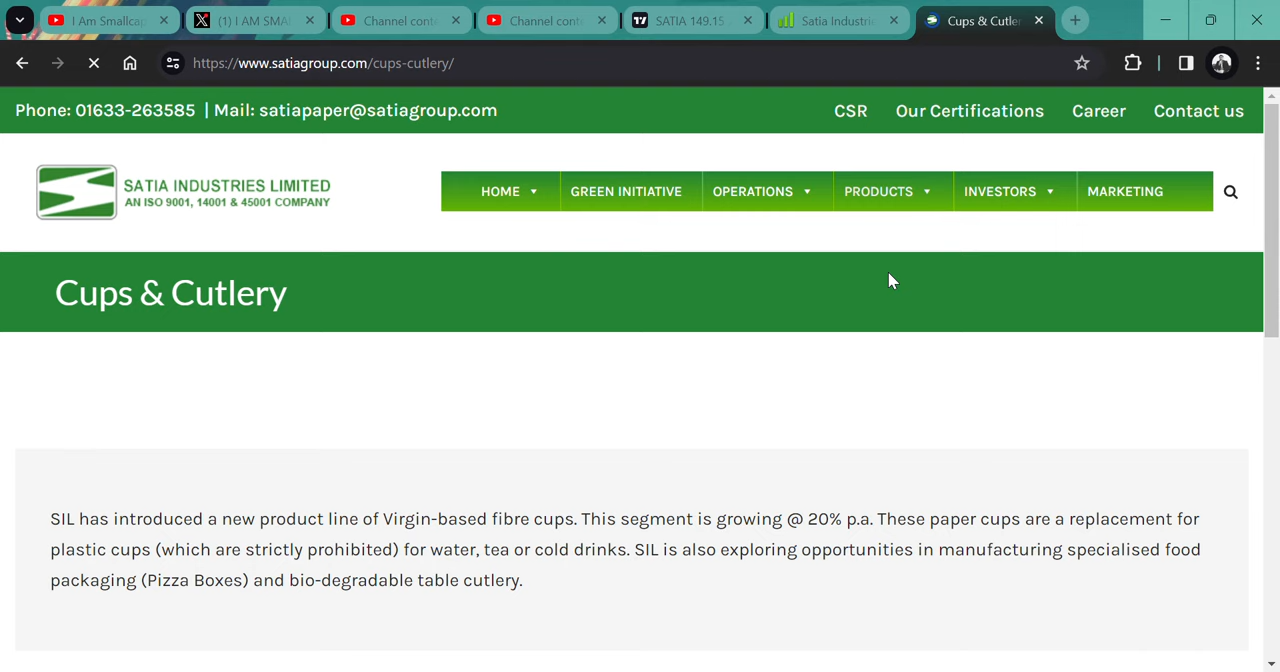 I Am Smallcap
(1) I AM SMA
Channel cont
Channel cont
SATIA 149.15
Satia Industrie
Cups & Cutler
https://www.satiagroup.com/cups-cutlery/
Phone: 01633-263585 | Mail: satiapaper@satiagroup.com
CSR Our Certifications Career Contact us
SATIA INDUSTRIES LIMITED
AN ISO 9001, 14001 & 45001 COMPANY
HOME GREEN INITIATIVE OPERATIONS PRODUCTS INVESTORS MARKETING
Cups & Cutlery
SIL has introduced a new product line of Virgin-based fibre cups. This segment is growing @ 20% p.a. These paper cups are a replacement for
plastic cups (which are strictly prohibited) for water, tea or cold drinks. SIL is also exploring opportunities in manufacturing specialised food
packaging (Pizza Boxes) and bio-degradable table cutlery.